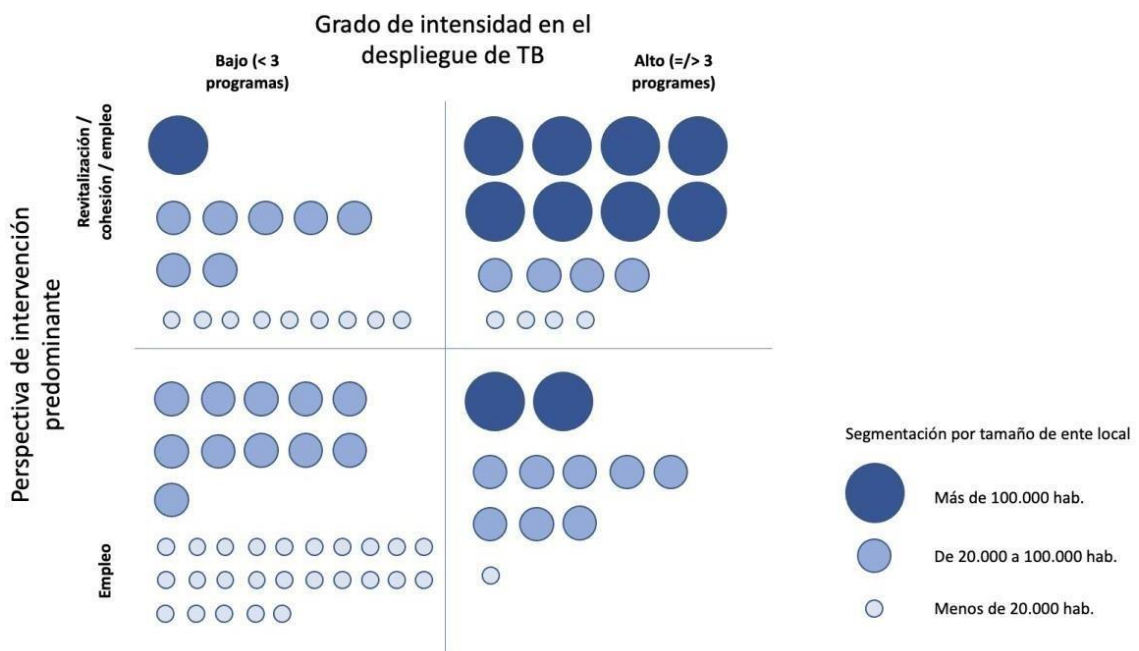 Grado de intensidad en el
despliegue de TB
Bajo (< 3
programas)
Alto (=/> 3
programes)
Perspectiva de intervención
predominante
Revitalización /
cohesión / empleo
Empleo
Segmentación por tamaño de ente local
Más de 100.000 hab.
De 20.000 a 100.000 hab.
Menos de 20.000 hab.